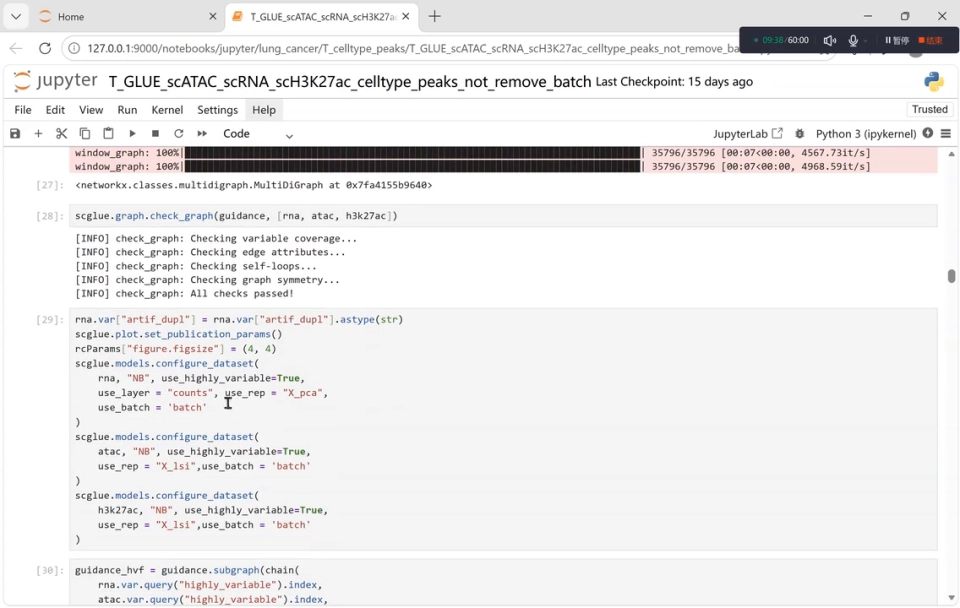 Home
T_GLUE_scATAC_scRNA_scH3K27a
127.0.0.1:9000/notebooks/jupyter/lung_cancer/T_celltype_peaks/T_GLUE_scATAC_scRNA_scH3K27ac_celltype_peaks_not_remove_ba
09:38/60:00 暂停 结束
jupyter T_GLUE_scATAC_scRNA_scH3K27ac_celltype_peaks_not_remove_batch Last Checkpoint: 15 days ago
File Edit View Run Kernel Settings Help Trusted
Code JupyterLab Python 3 (ipykernel)
window_graph: 100%| | 35796/35796 [00:07<00:00, 4567.73it/s]
window_graph: 100%| | 35796/35796 [00:07<00:00, 4968.59it/s]
[27]: <networkx.classes.multidigraph.MultiDiGraph at 0x7fa4155b9640>
[28]: scglue.graph.check_graph(guidance, [rna, atac, h3k27ac])
[INFO] check_graph: Checking variable coverage...
[INFO] check_graph: Checking edge attributes...
[INFO] check_graph: Checking self-loops...
[INFO] check_graph: Checking graph symmetry...
[INFO] check_graph: All checks passed!
[29]: rna.var["artif_dupl"] = rna.var["artif_dupl"].astype(str)
scglue.plot.set_publication_params()
rcParams["figure.figsize"] = (4, 4)
scglue.models.configure_dataset(
rna, "NB", use_highly_variable=True,
use_layer = "counts", use_rep = "X_pca",
use_batch = 'batch'
)
scglue.models.configure_dataset(
atac, "NB", use_highly_variable=True,
use_rep = "X_lsi",use_batch = 'batch'
)
scglue.models.configure_dataset(
h3k27ac, "NB", use_highly_variable=True,
use_rep = "X_lsi",use_batch = 'batch'
)
[30]: guidance_hvf = guidance.subgraph(chain(
rna.var.query("highly_variable").index,
atac.var.query("highly_variable").index,